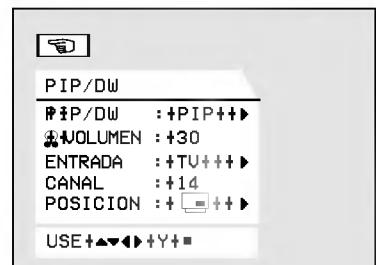 PIP/DW
PIP/DW :+PIP++▶
VOLUMEN :+30
ENTRADA :+TV+++▶
CANAL :+14
POSICION :+ ++▶
USE+▲▼◀▶+Y+■